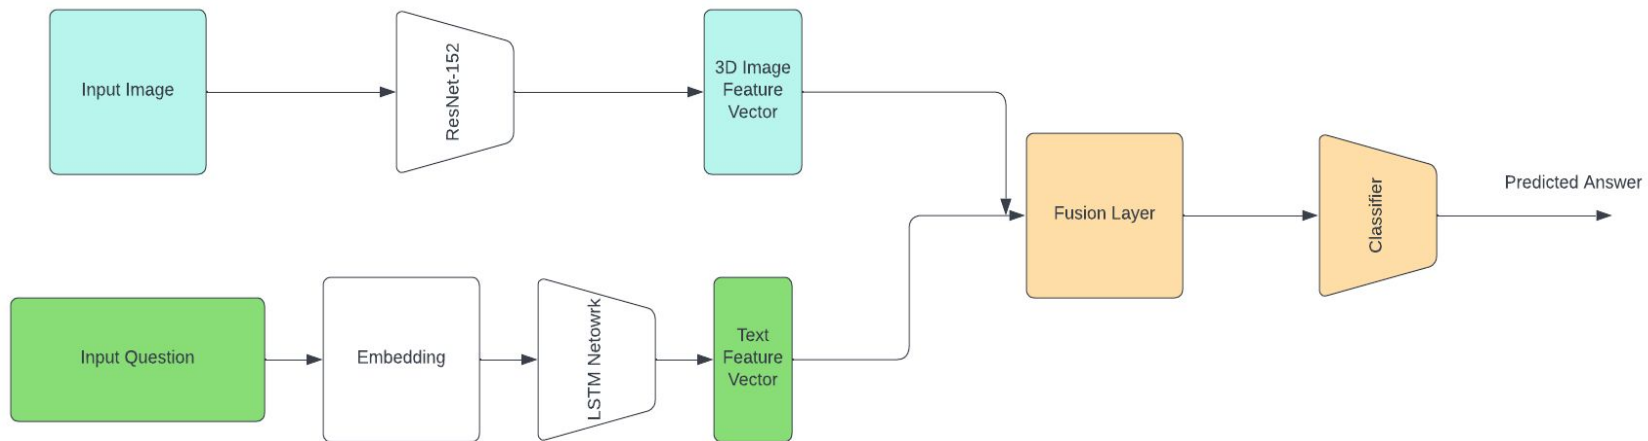 Input Image
ResNet-152
3D Image
Feature
Vector
Fusion Layer
Classifier
Predicted Answer
Input Question
Embedding
LSTM Netowrk
Text
Feature
Vector